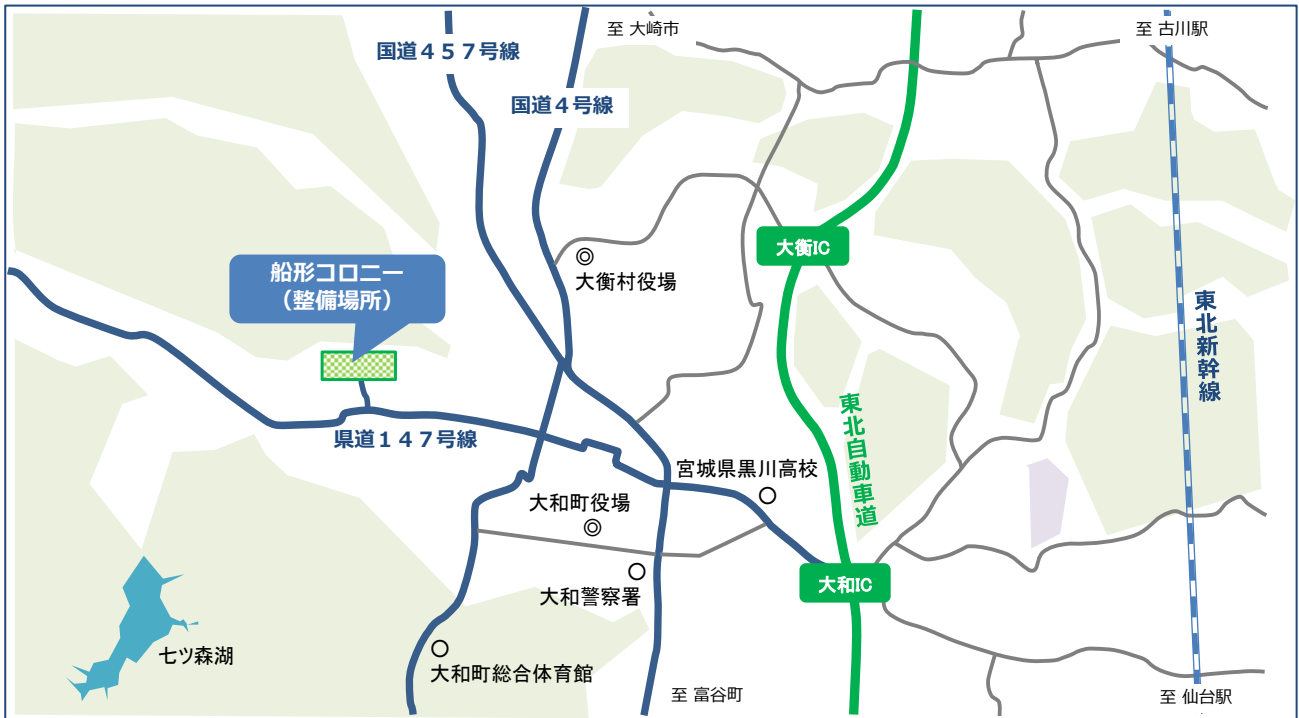 至 大崎市
至 古川駅
国道４５７号線
国道４号線
大衡IC
大衡村役場
船形コロニー
（整備場所）
東北新幹線
東北自動車道
県道１４７号線
宮城県黒川高校
大和町役場
大和IC
大和警察署
七ツ森湖
大和町総合体育館
至 富谷町
至 仙台駅